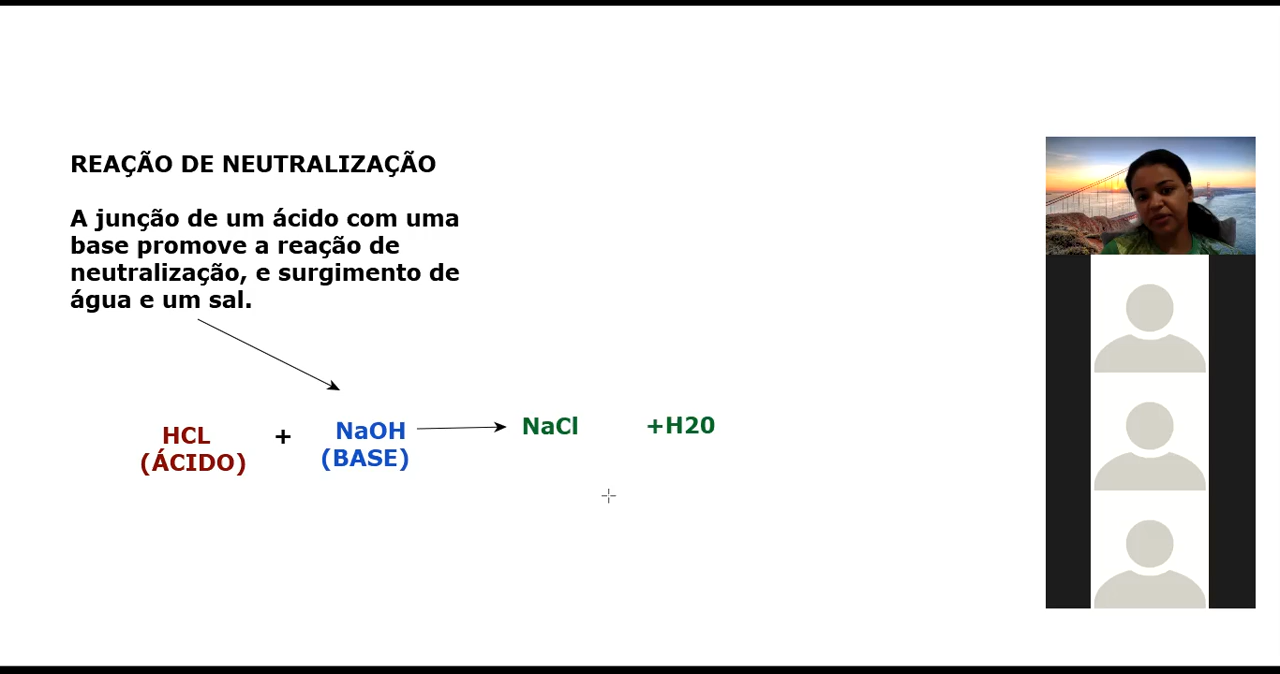 REAÇÃO DE NEUTRALIZAÇÃO
A junção de um ácido com uma
base promove a reação de
neutralização, e surgimento de
água e um sal.
HCL + NaOH NaCl +H20
(ÁCIDO) (BASE)